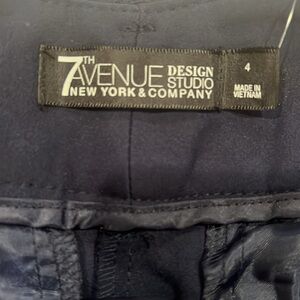 7TH AVENUE DESIGN STUDIO
NEW YORK & COMPANY
4
MADE IN
VIETNAM